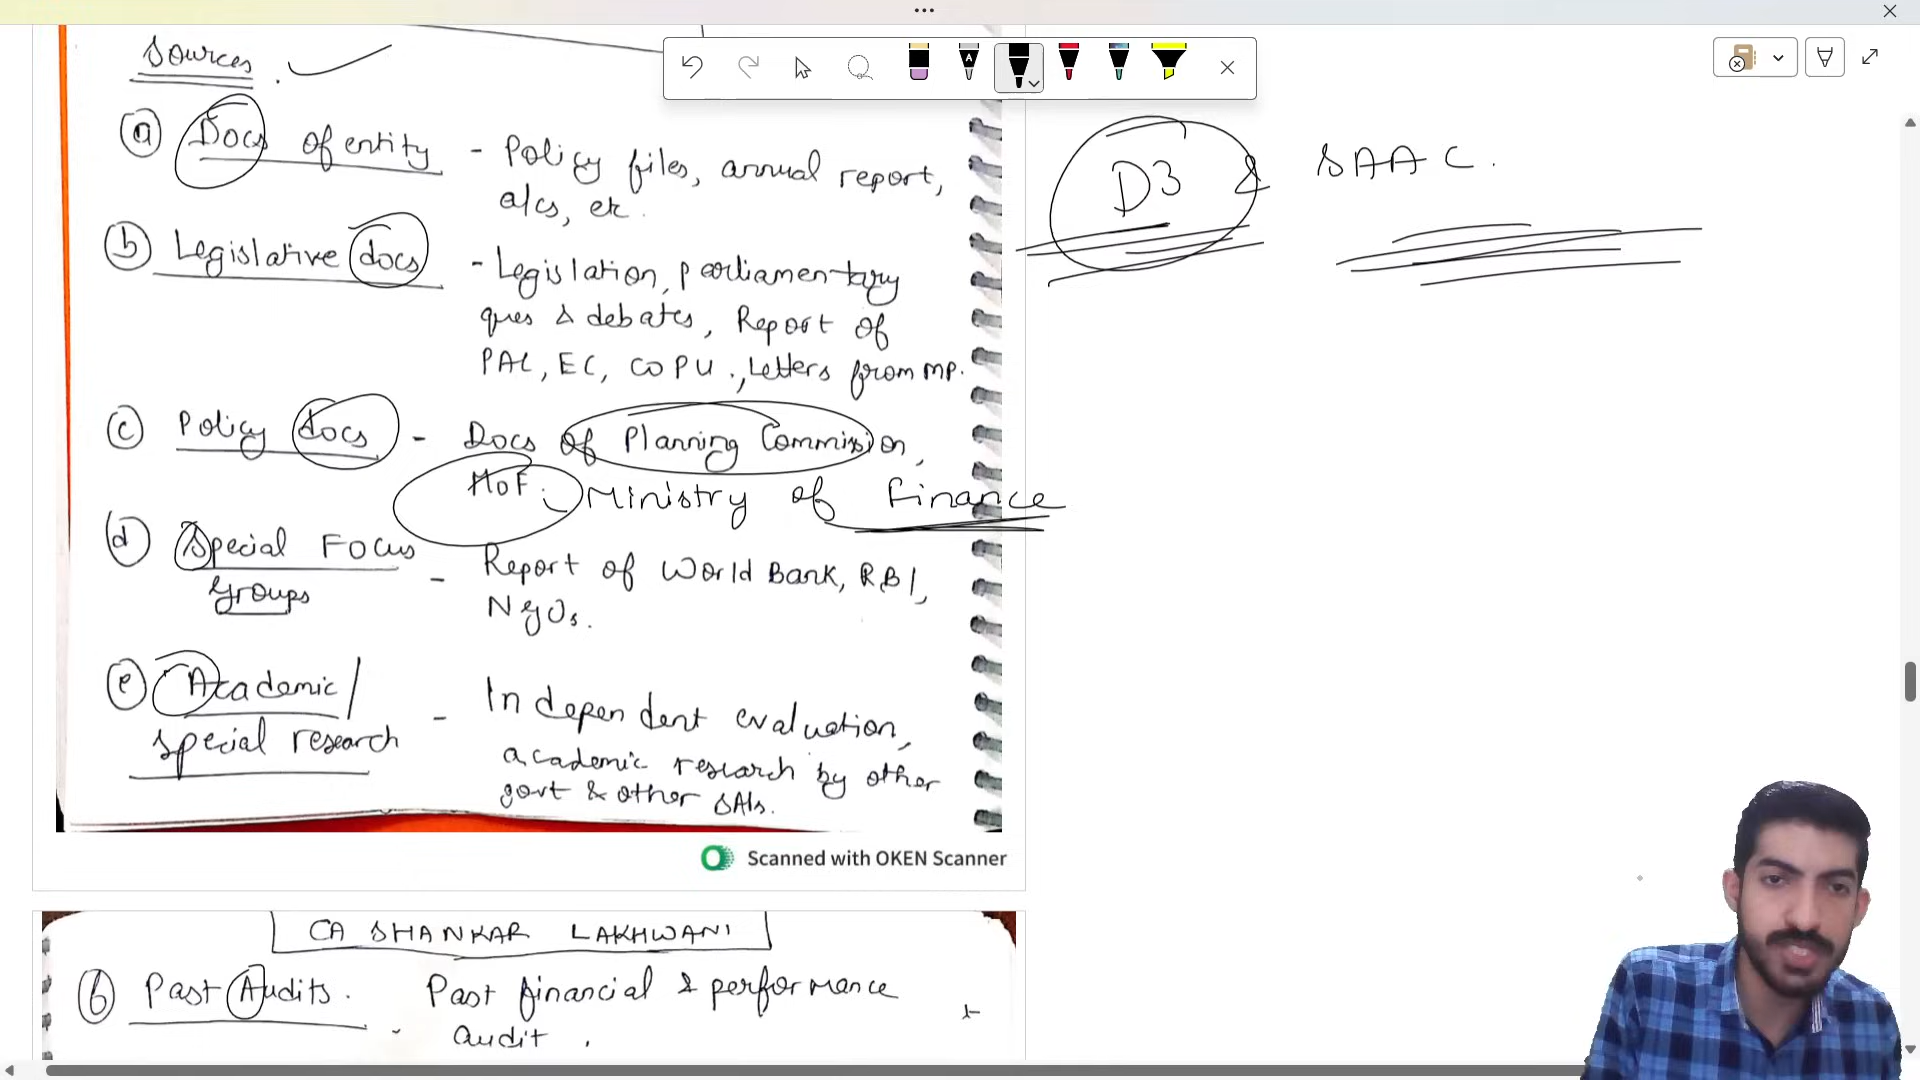 Sources.
(a) Docs of entity - Policy files, annual report,
a/cs, etc.
(b) Legislative docs - Legislation, parliamentary
ques & debates, Report of
PAC, EC, COPU., Letters from MP.
(c) Policy docs - Docs of Planning Commission,
MoF. Ministry of Finance
(d) Special Focus
Groups - Report of World Bank, RBI,
NGOs.
(e) Academic/
special research - Independent evaluation,
academic research by other
govt & other SAIs.
Scanned with OKEN Scanner
CA SHANKAR LAKHWANI
(6) Past Audits. - Past financial & performance
audit.
D3 & SAAC.